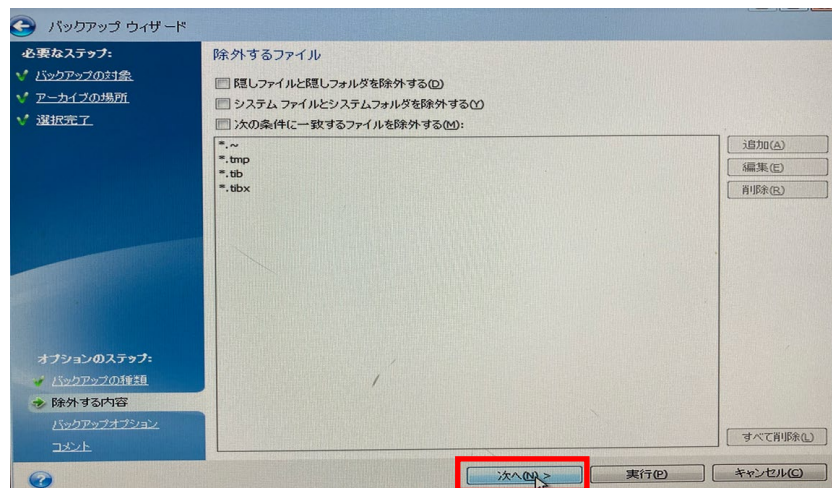 バックアップ ウィザード
必要なステップ:
バックアップの対象
アーカイブの場所
選択完了
オプションのステップ:
バックアップの種類
除外する内容
バックアップオプション
コメント
除外するファイル
隠しファイルと隠しフォルダを除外する(D)
システム ファイルとシステムフォルダを除外する(Y)
次の条件に一致するファイルを除外する(M):
*.~
*.tmp
*.tib
*.tibx
追加(A)
編集(E)
削除(R)
すべて削除(L)
次へ(N) >
実行(P)
キャンセル(C)